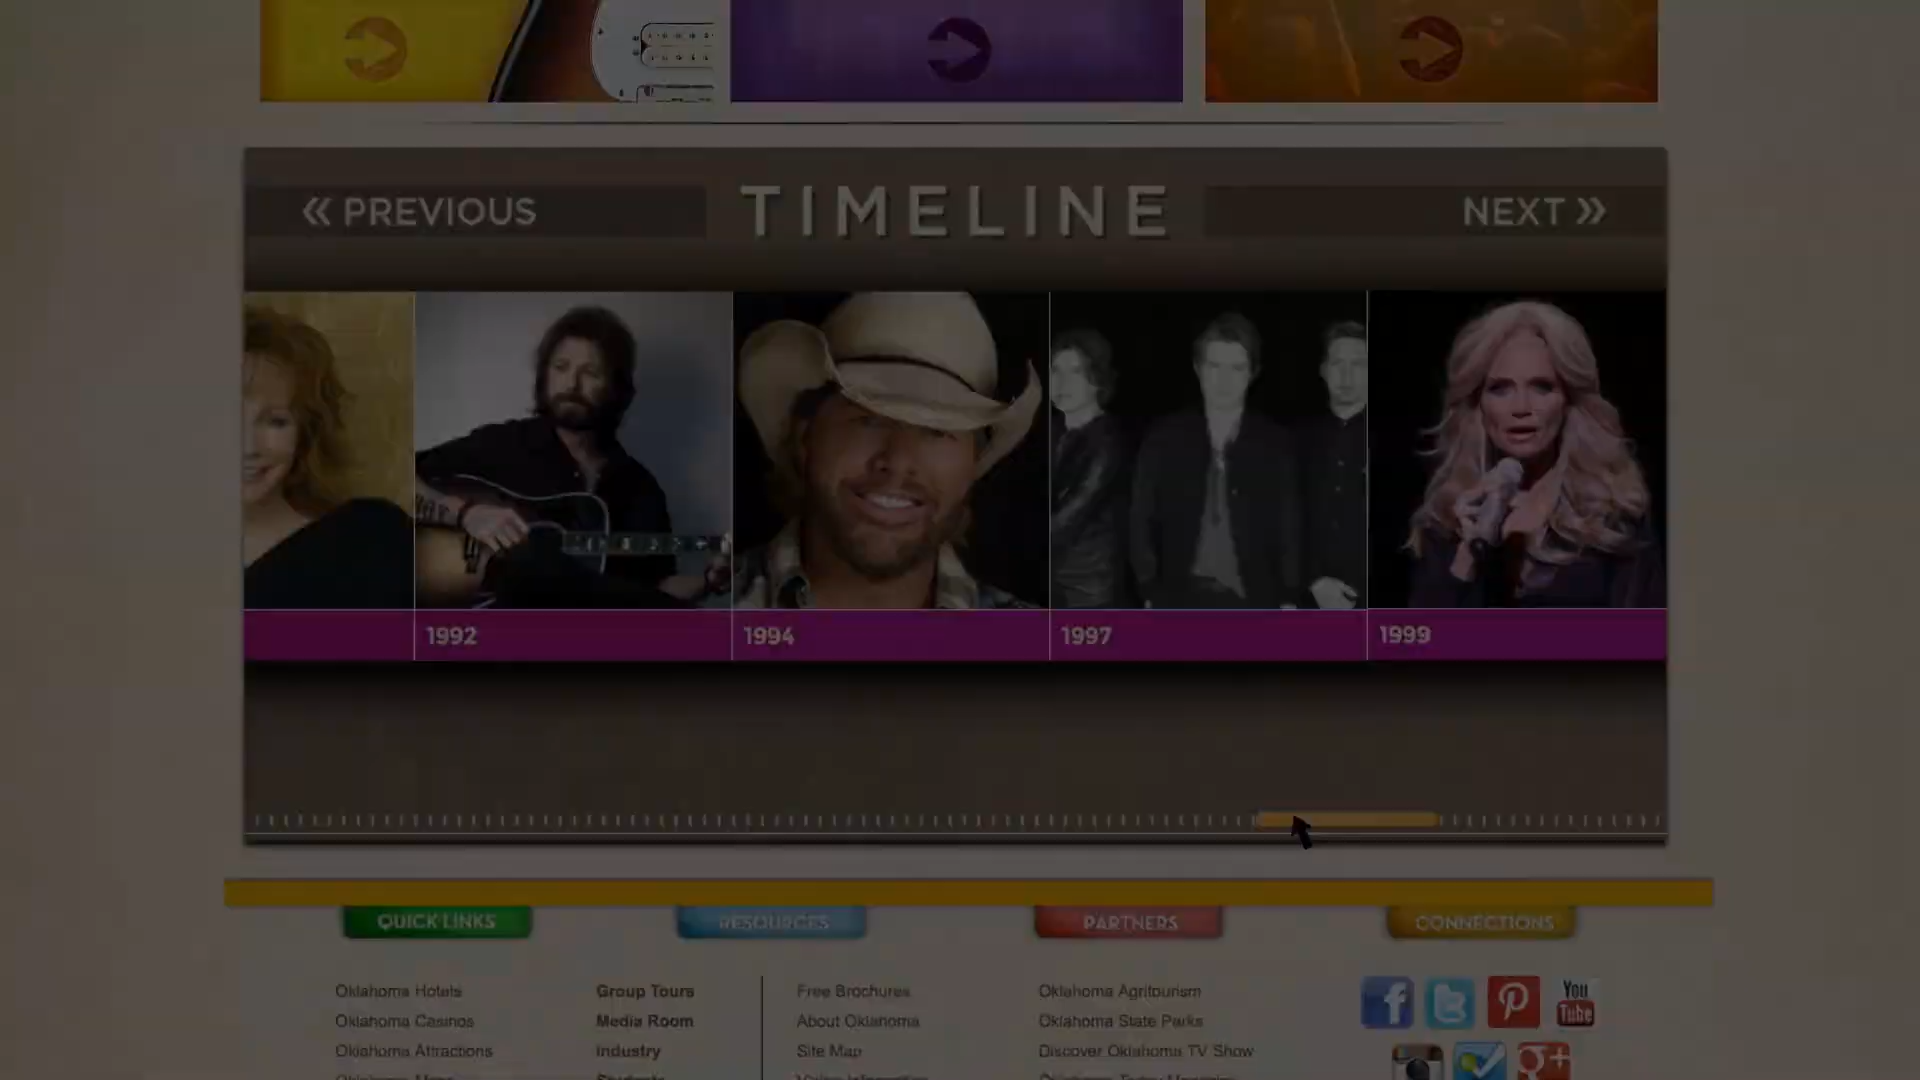 « PREVIOUS
TIMELINE
NEXT »
1992
1994
1997
1999
QUICK LINKS
RESOURCES
PARTNERS
CONNECTIONS
Oklahoma Hotels
Group Tours
Free Brochures
Oklahoma Agritourism
Oklahoma Casinos
Media Room
About Oklahoma
Oklahoma State Parks
Oklahoma Attractions
Industry
Site Map
Discover Oklahoma TV Show
You
Tube